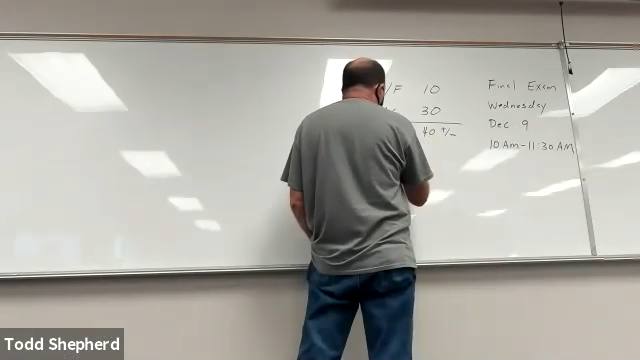 /F 10
30
40 +/-
Final Exam
Wednesday
Dec 9
10 AM-11:30 AM
Todd Shepherd